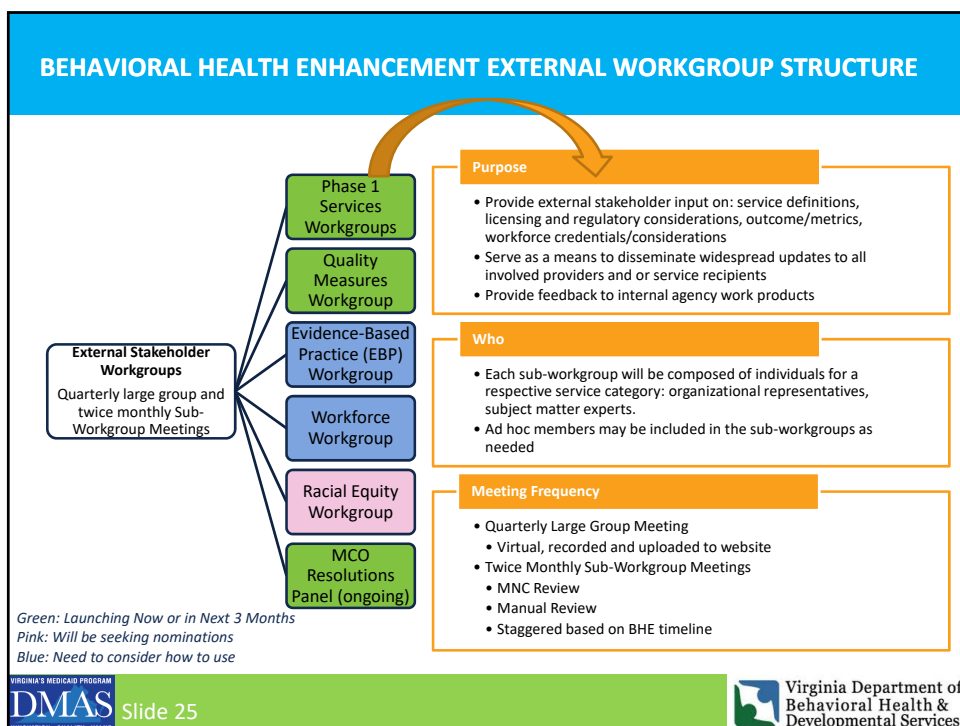 BEHAVIORAL HEALTH ENHANCEMENT EXTERNAL WORKGROUP STRUCTURE
External Stakeholder
Workgroups
Quarterly large group and
twice monthly Sub-
Workgroup Meetings
Phase 1
Services
Workgroups
Quality
Measures
Workgroup
Evidence-Based
Practice (EBP)
Workgroup
Workforce
Workgroup
Racial Equity
Workgroup
MCO
Resolutions
Panel (ongoing)
Purpose
• Provide external stakeholder input on: service definitions,
licensing and regulatory considerations, outcome/metrics,
workforce credentials/considerations
• Serve as a means to disseminate widespread updates to all
involved providers and or service recipients
• Provide feedback to internal agency work products
Who
• Each sub-workgroup will be composed of individuals for a
respective service category: organizational representatives,
subject matter experts.
• Ad hoc members may be included in the sub-workgroups as
needed
Meeting Frequency
• Quarterly Large Group Meeting
• Virtual, recorded and uploaded to website
• Twice Monthly Sub-Workgroup Meetings
• MNC Review
• Manual Review
• Staggered based on BHE timeline
Green: Launching Now or in Next 3 Months
Pink: Will be seeking nominations
Blue: Need to consider how to use
VIRGINIA'S MEDICAID PROGRAM
DMAS
Slide 25
Virginia Department of
Behavioral Health &
Developmental Services